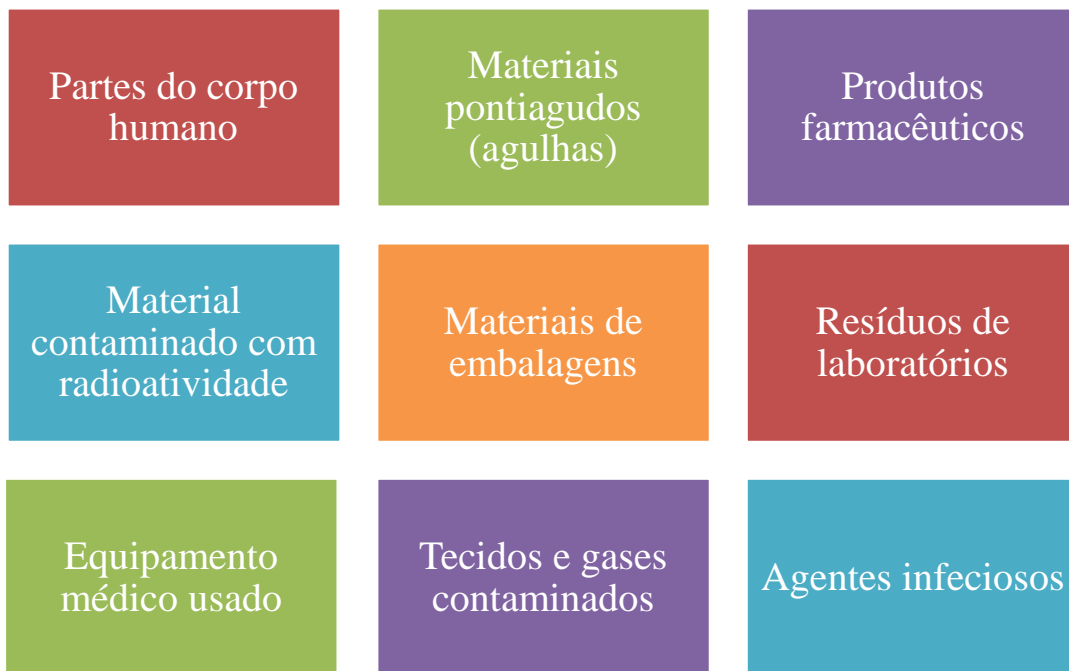 Partes do corpo
humano
Materiais
pontiagudos
(agulhas)
Produtos
farmacêuticos
Material
contaminado com
radioatividade
Materiais de
embalagens
Resíduos de
laboratórios
Equipamento
médico usado
Tecidos e gases
contaminados
Agentes infeciosos